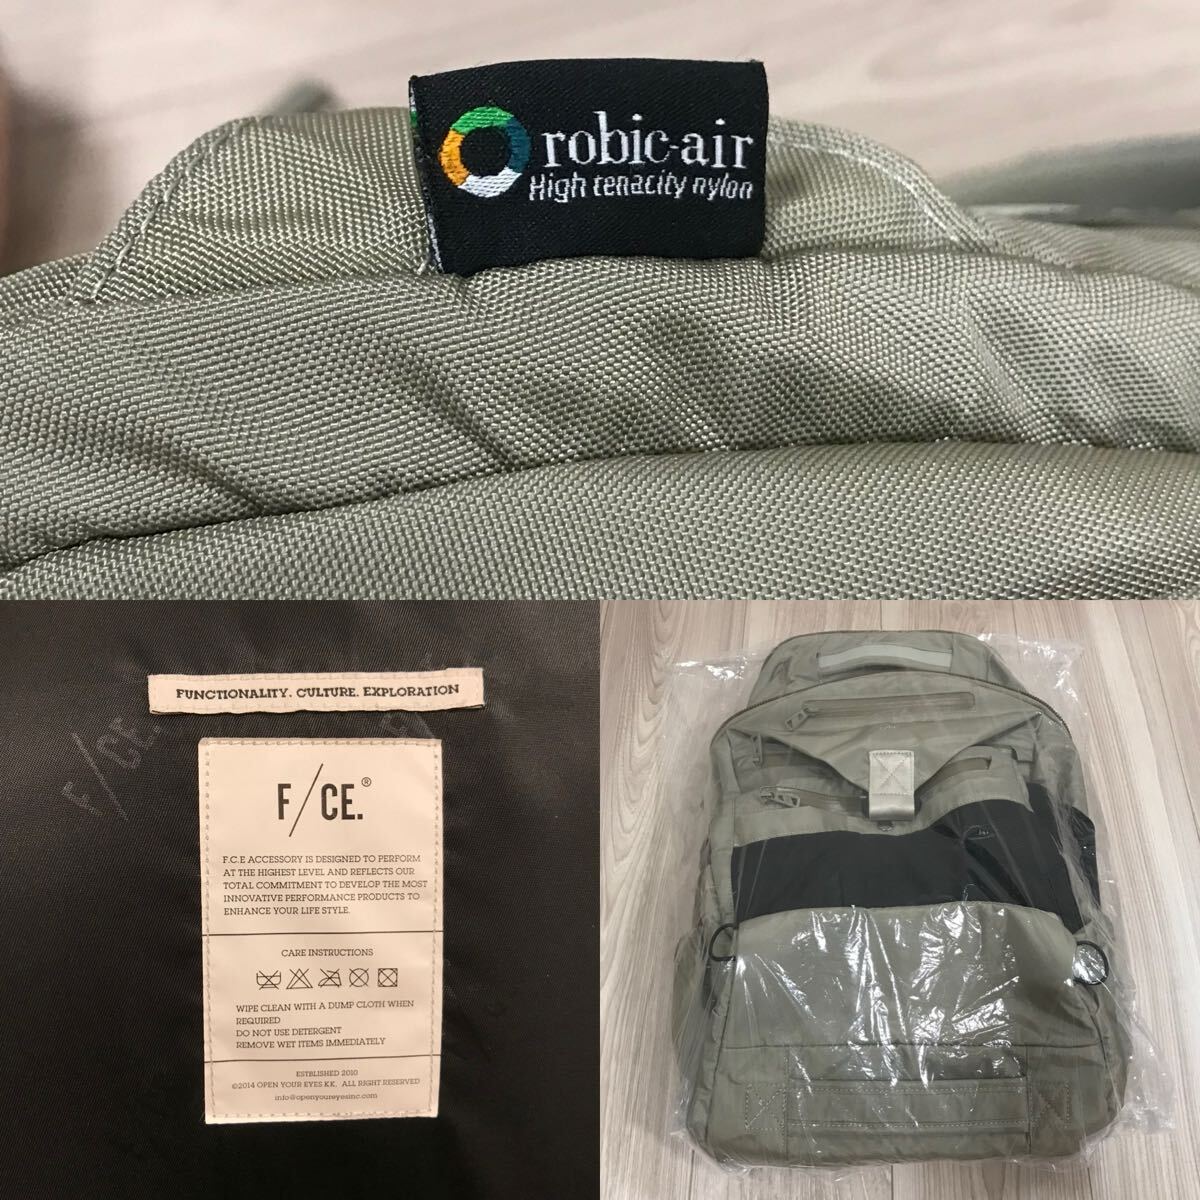 robic-air
High tenacity nylon
FUNCTIONALITY. CULTURE. EXPLORATION
F/CE.
F/CE.®
F.C.E ACCESSORY IS DESIGNED TO PERFORM
AT THE HIGHEST LEVEL AND REFLECTS OUR
TOTAL COMMITMENT TO DEVELOP THE MOST
INNOVATIVE PERFORMANCE PRODUCTS TO
ENHANCE YOUR LIFE STYLE.
CARE INSTRUCTIONS
WIPE CLEAN WITH A DUMP CLOTH WHEN
REQUIRED
DO NOT USE DETERGENT
REMOVE WET ITEMS IMMEDIATELY
ESTBLISHED 2010
©2014 OPEN YOUR EYES KK. ALL RIGHT RESERVED
info@openyoureyesinc.com